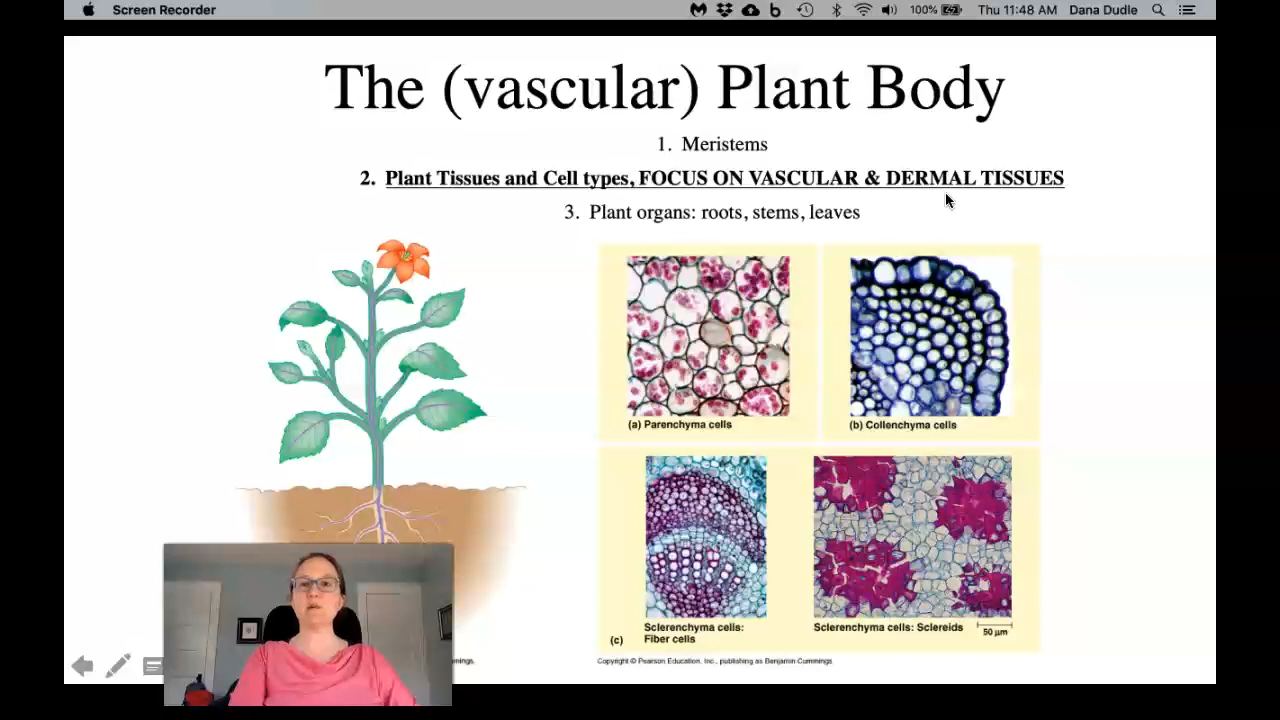 Screen Recorder
100%
Thu 11:48 AM
Dana Dudle
The (vascular) Plant Body
1. Meristems
2. Plant Tissues and Cell types, FOCUS ON VASCULAR & DERMAL TISSUES
3. Plant organs: roots, stems, leaves
(a) Parenchyma cells
(b) Collenchyma cells
(c)
Sclerenchyma cells:
Fiber cells
Sclerenchyma cells: Sclereids
50 µm
mings.
Copyright © Pearson Education, Inc., publishing as Benjamin Cummings.